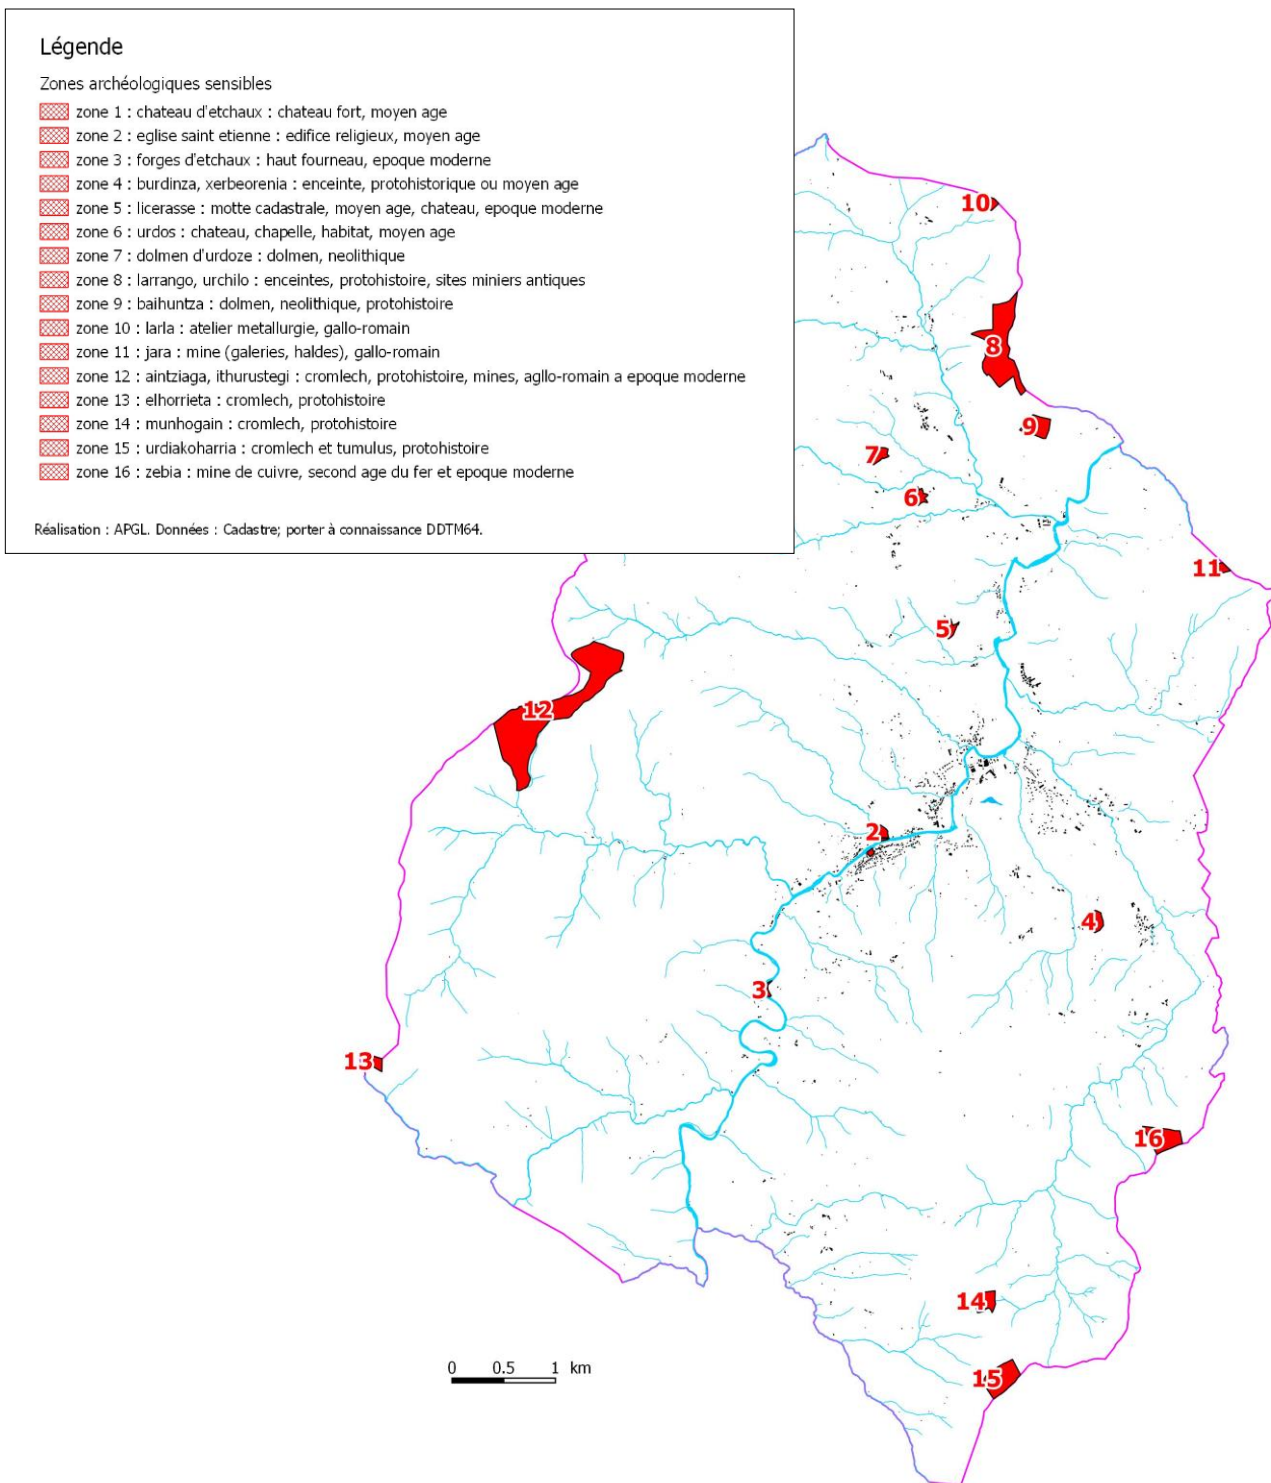 Légende
Zones archéologiques sensibles
zone 1 : chateau d'etchaux : chateau fort, moyen age
zone 2 : eglise saint etienne : edifice religieux, moyen age
zone 3 : forges d'etchaux : haut fourneau, epoque moderne
zone 4 : burdinza, xerbeorenia : enceinte, protohistorique ou moyen age
zone 5 : licerasse : motte cadastrale, moyen age, chateau, epoque moderne
zone 6 : urdos : chateau, chapelle, habitat, moyen age
zone 7 : dolmen d'urdoze : dolmen, neolithique
zone 8 : larrango, urchilo : enceintes, protohistoire, sites miniers antiques
zone 9 : baihuntza : dolmen, neolithique, protohistoire
zone 10 : larla : atelier metallurgie, gallo-romain
zone 11 : jara : mine (galeries, haldes), gallo-romain
zone 12 : aintziaga, ithurustegi : cromlech, protohistoire, mines, agllo-romain a epoque moderne
zone 13 : elhorrieta : cromlech, protohistoire
zone 14 : munhogain : cromlech, protohistoire
zone 15 : urdiakoharria : cromlech et tumulus, protohistoire
zone 16 : zebia : mine de cuivre, second age du fer et epoque moderne
Réalisation : APGL. Données : Cadastre; porter à connaissance DDTM64.
10
8
9
7
6
11
5
12
2
4
3
13
16
14
15
0 0.5 1 km